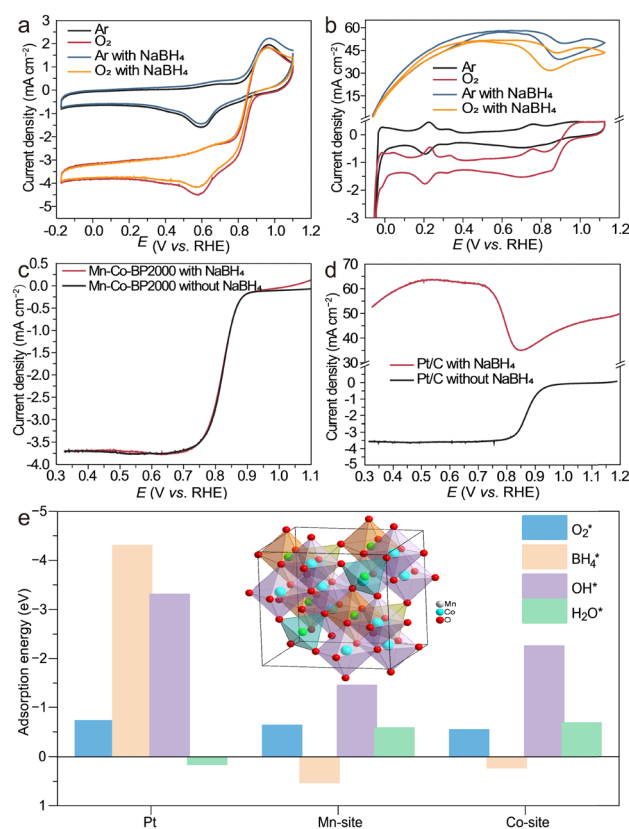 a
Ar
O₂
Ar with NaBH₄
O₂ with NaBH₄
Current density (mA cm⁻²)
3
2
1
0
-1
-2
-3
-4
-5
-0.2 0.0 0.2 0.4 0.6 0.8 1.0 1.2
E (V vs. RHE)
b
Ar
O₂
Ar with NaBH₄
O₂ with NaBH₄
Current density (mA cm⁻²)
60
45
30
15
0
-1
-2
-3
0.0 0.2 0.4 0.6 0.8 1.0 1.2
E (V vs. RHE)
c
Mn-Co-BP2000 with NaBH₄
Mn-Co-BP2000 without NaBH₄
Current density (mA cm⁻²)
0.5
0.0
-0.5
-1.0
-1.5
-2.0
-2.5
-3.0
-3.5
-4.0
0.3 0.4 0.5 0.6 0.7 0.8 0.9 1.0 1.1
E (V vs. RHE)
d
Pt/C with NaBH₄
Pt/C without NaBH₄
Current density (mA cm⁻²)
70
60
50
40
30
0
-1
-2
-3
-4
-5
0.3 0.4 0.5 0.6 0.7 0.8 0.9 1.0 1.2
E (V vs. RHE)
e
O₂*
BH₄*
OH*
H₂O*
Mn
Co
O
Adsorption energy (eV)
-5
-4
-3
-2
-1
0
1
Pt Mn-site Co-site